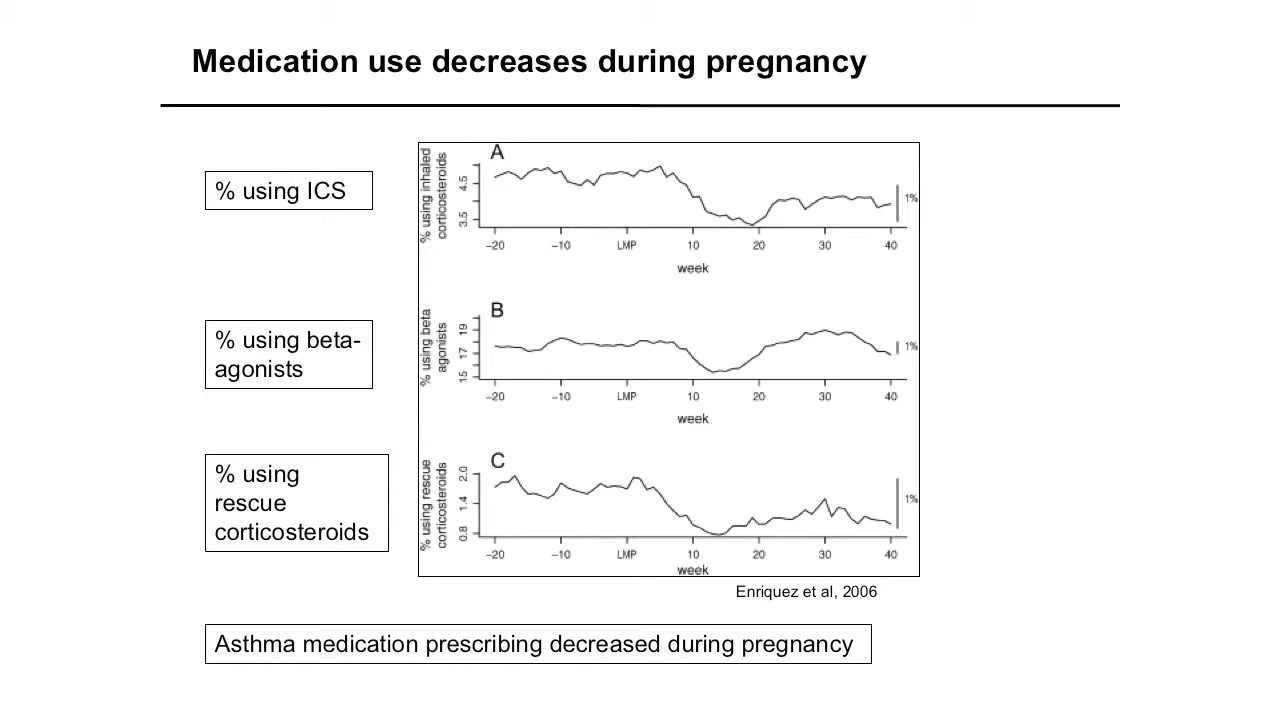 Medication use decreases during pregnancy
% using ICS
% using beta-
agonists
% using
rescue
corticosteroids
A
% using inhaled
corticosteroids
4.5
3.5
1%
−20 −10 LMP 10 20 30 40
week
B
% using beta
agonists
19
17
15
1%
−20 −10 LMP 10 20 30 40
week
C
% using rescue
corticosteroids
2.0
1.4
0.8
1%
−20 −10 LMP 10 20 30 40
week
Enriquez et al, 2006
Asthma medication prescribing decreased during pregnancy